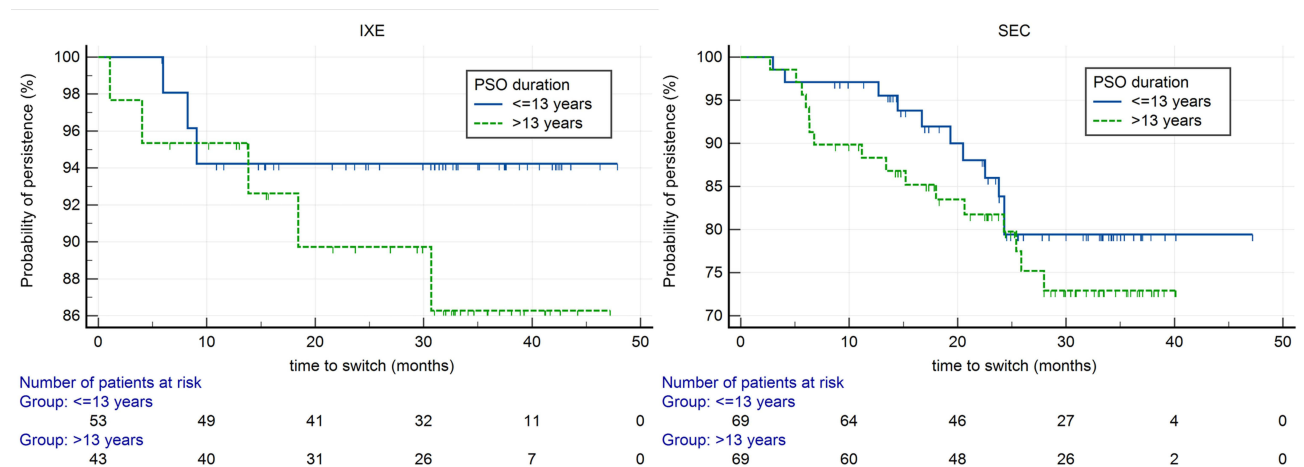 IXE
Probability of persistence (%)
100
98
96
94
92
90
88
86
PSO duration
<=13 years
>13 years
0 10 20 30 40 50
time to switch (months)
Number of patients at risk
Group: <=13 years
53 49 41 32 11 0
Group: >13 years
43 40 31 26 7 0
SEC
Probability of persistence (%)
100
95
90
85
80
75
70
PSO duration
<=13 years
>13 years
0 10 20 30 40 50
time to switch (months)
Number of patients at risk
Group: <=13 years
69 64 46 27 4 0
Group: >13 years
69 60 48 26 2 0